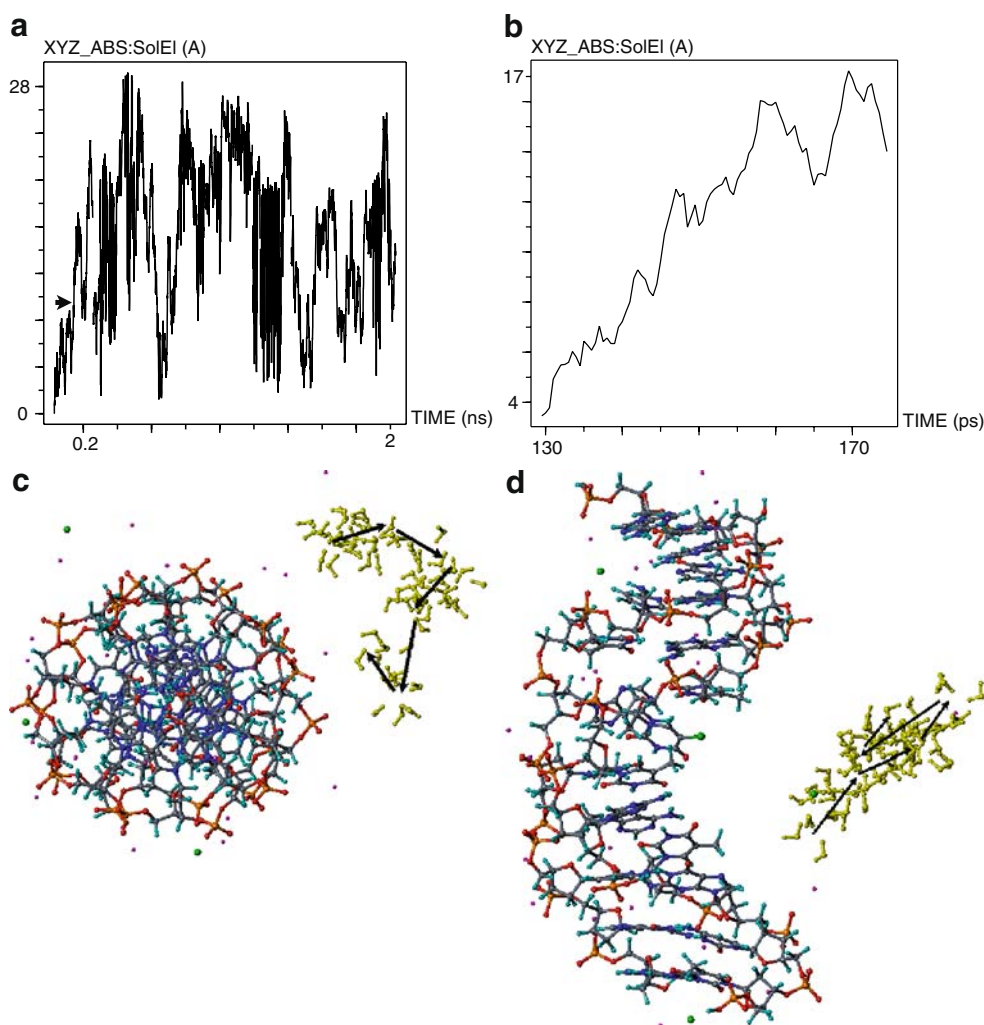 a
XYZ_ABS:SolEl (A)
28
0
0.2
2
TIME (ns)
b
XYZ_ABS:SolEl (A)
17
4
130
170
TIME (ps)
c
d